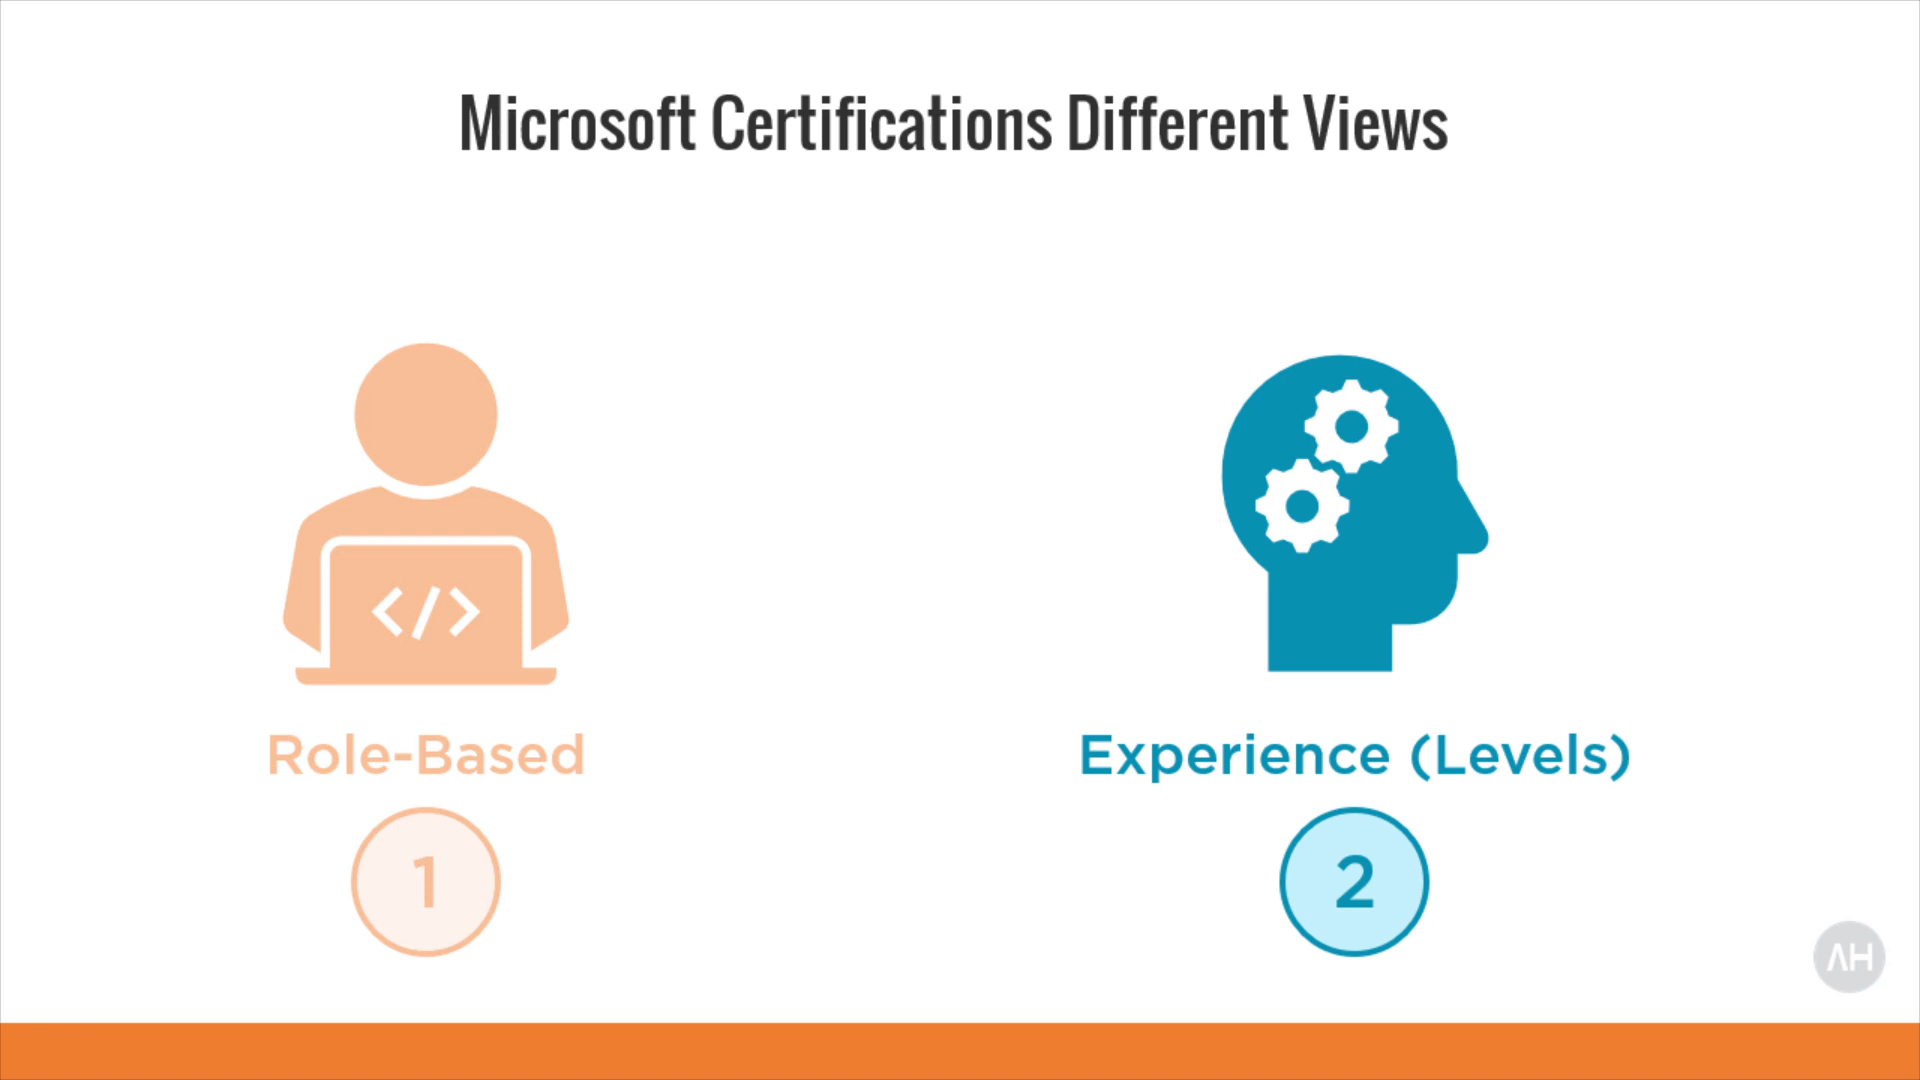 Microsoft Certifications Different Views
</>
Role-Based
Experience (Levels)
1
2
AH